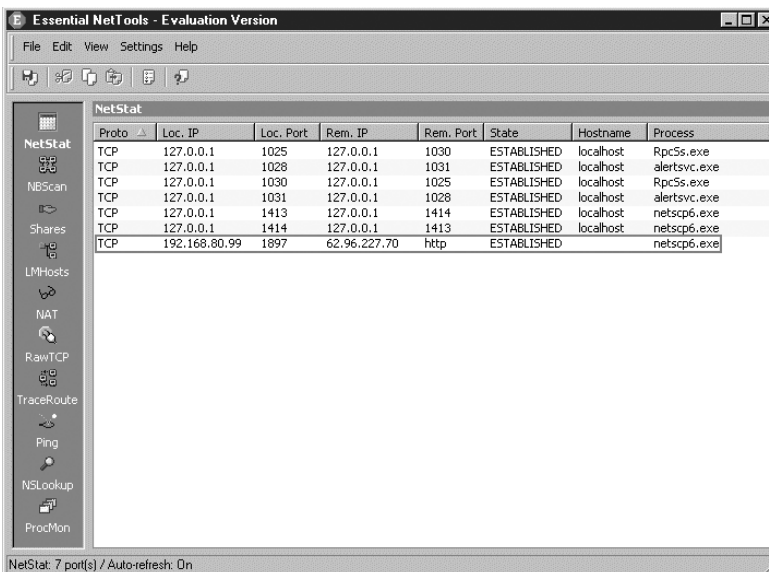 Essential NetTools - Evaluation Version
File Edit View Settings Help
NetStat
NBScan
Shares
LMHosts
NAT
RawTCP
TraceRoute
Ping
NSLookup
ProcMon
NetStat
Proto Loc. IP Loc. Port Rem. IP Rem. Port State Hostname Process
TCP 127.0.0.1 1025 127.0.0.1 1030 ESTABLISHED localhost RpcSs.exe
TCP 127.0.0.1 1028 127.0.0.1 1031 ESTABLISHED localhost alertsvc.exe
TCP 127.0.0.1 1030 127.0.0.1 1025 ESTABLISHED localhost RpcSs.exe
TCP 127.0.0.1 1031 127.0.0.1 1028 ESTABLISHED localhost alertsvc.exe
TCP 127.0.0.1 1413 127.0.0.1 1414 ESTABLISHED localhost netscp6.exe
TCP 127.0.0.1 1414 127.0.0.1 1413 ESTABLISHED localhost netscp6.exe
TCP 192.168.80.99 1897 62.96.227.70 http ESTABLISHED netscp6.exe
NetStat: 7 port(s) / Auto-refresh: On